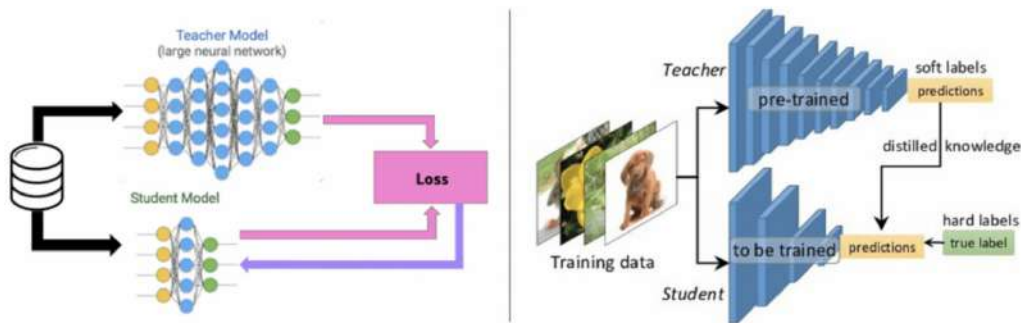 Teacher Model
(large neural network)
Loss
Student Model
Teacher
pre-trained
soft labels
predictions
distilled knowledge
Training data
to be trained
predictions
hard labels
true label
Student